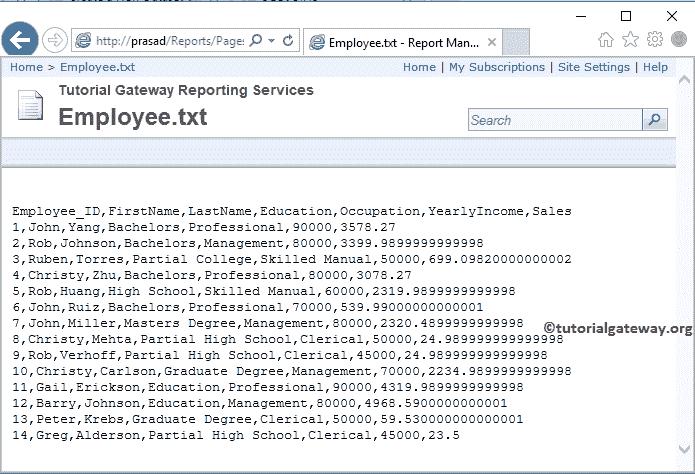 http://prasad/Reports/Page:
Employee.txt - Report Man...
Home > Employee.txt
Home | My Subscriptions | Site Settings | Help
Tutorial Gateway Reporting Services
Employee.txt
Search
Employee_ID,FirstName,LastName,Education,Occupation,YearlyIncome,Sales
1,John,Yang,Bachelors,Professional,90000,3578.27
2,Rob,Johnson,Bachelors,Management,80000,3399.9899999999998
3,Ruben,Torres,Partial College,Skilled Manual,50000,699.09820000000002
4,Christy,Zhu,Bachelors,Professional,80000,3078.27
5,Rob,Huang,High School,Skilled Manual,60000,2319.9899999999998
6,John,Ruiz,Bachelors,Professional,70000,539.99000000000001
7,John,Miller,Masters Degree,Management,80000,2320.4899999999998
©tutorialgateway.org
8,Christy,Mehta,Partial High School,Clerical,50000,24.989999999999998
9,Rob,Verhoff,Partial High School,Clerical,45000,24.989999999999998
10,Christy,Carlson,Graduate Degree,Management,70000,2234.9899999999998
11,Gail,Erickson,Education,Professional,90000,4319.9899999999998
12,Barry,Johnson,Education,Management,80000,4968.5900000000001
13,Peter,Krebs,Graduate Degree,Clerical,50000,59.530000000000001
14,Greg,Alderson,Partial High School,Clerical,45000,23.5